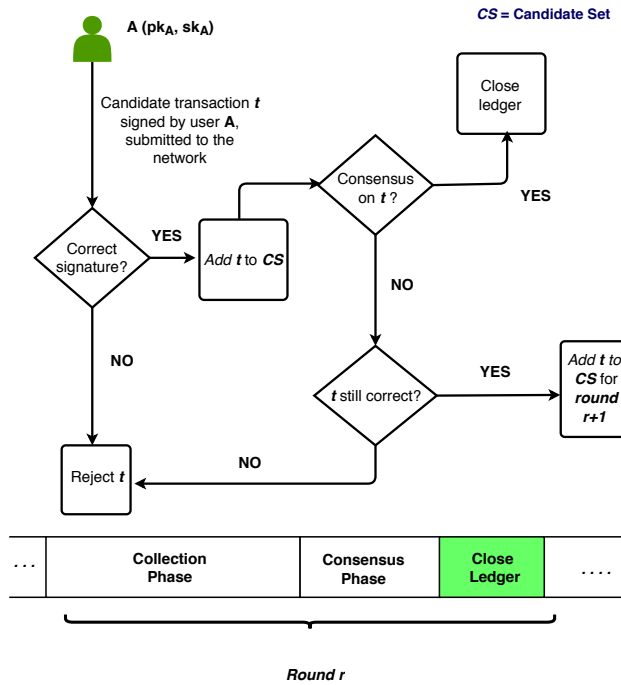 CS = Candidate Set
A (pkA, skA)
Candidate transaction t
signed by user A,
submitted to the
network
Close
ledger
Consensus
on t ?
YES
Correct
signature?
YES
Add t to CS
NO
NO
t still correct?
YES
Add t to
CS for
round
r+1
NO
Reject t
. . .
Collection
Phase
Consensus
Phase
Close
Ledger
. . . .
Round r